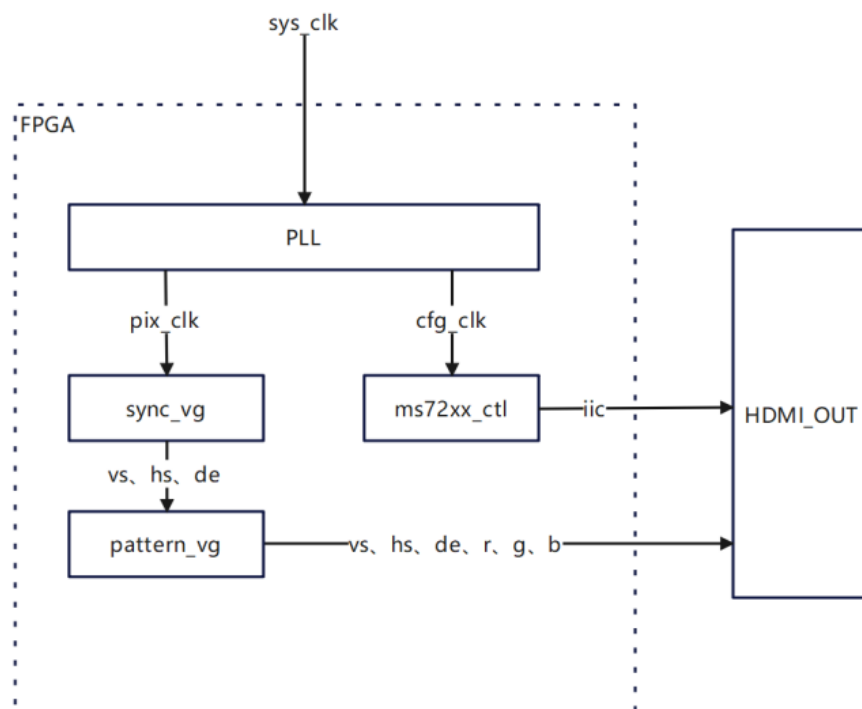 sys_clk
FPGA
PLL
pix_clk
cfg_clk
sync_vg
ms72xx_ctl
iic
HDMI_OUT
vs、hs、de
pattern_vg
vs、hs、de、r、g、b